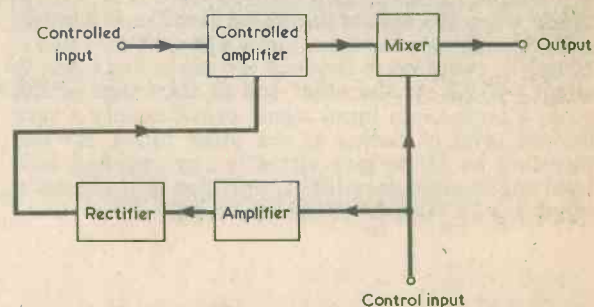 Controlled
input
Controlled
amplifier
Mixer
Output
Rectifier
Amplifier
Control input